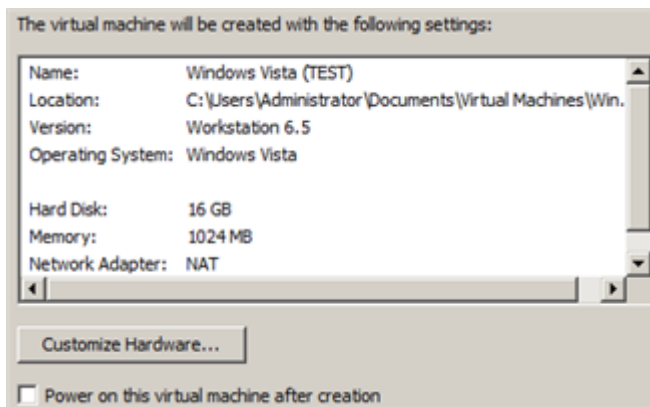 The virtual machine will be created with the following settings:
Name: Windows Vista (TEST)
Location: C:\Users\Administrator\Documents\Virtual Machines\Win.
Version: Workstation 6.5
Operating System: Windows Vista
Hard Disk: 16 GB
Memory: 1024 MB
Network Adapter: NAT
Customize Hardware...
Power on this virtual machine after creation